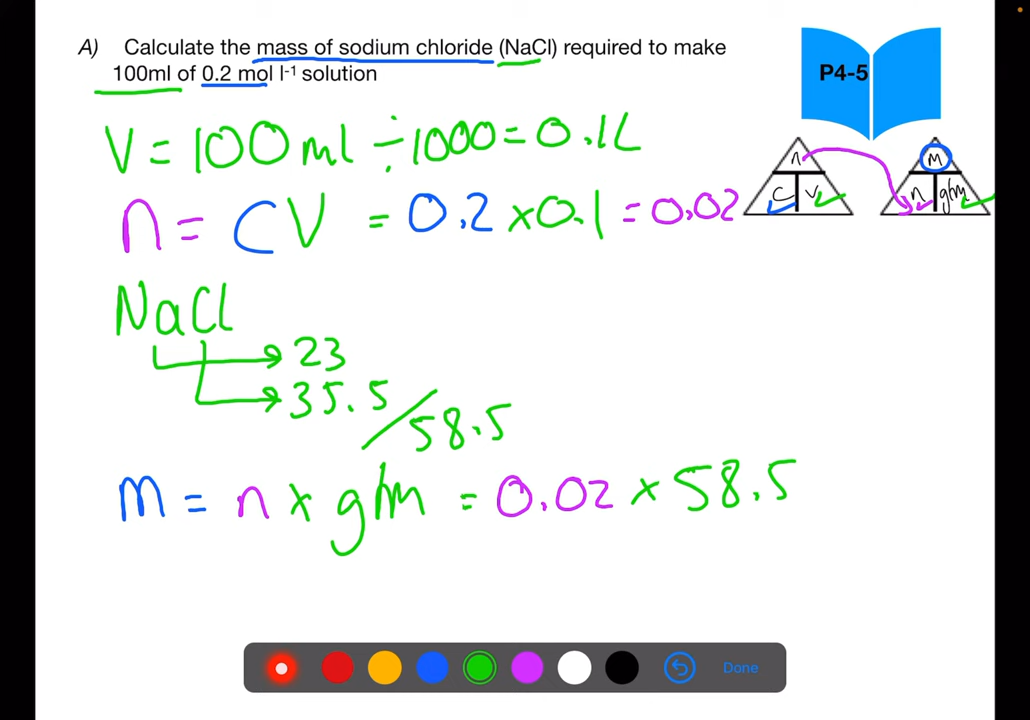 A) Calculate the mass of sodium chloride (NaCl) required to make
100ml of 0.2 mol l⁻¹ solution
P4-5
V = 100 ml ÷ 1000 = 0.1L
n
C V
M
n gfm
n = CV = 0.2 × 0.1 = 0.02
NaCl
23
35.5
58.5
m = n × gfm = 0.02 × 58.5
Done